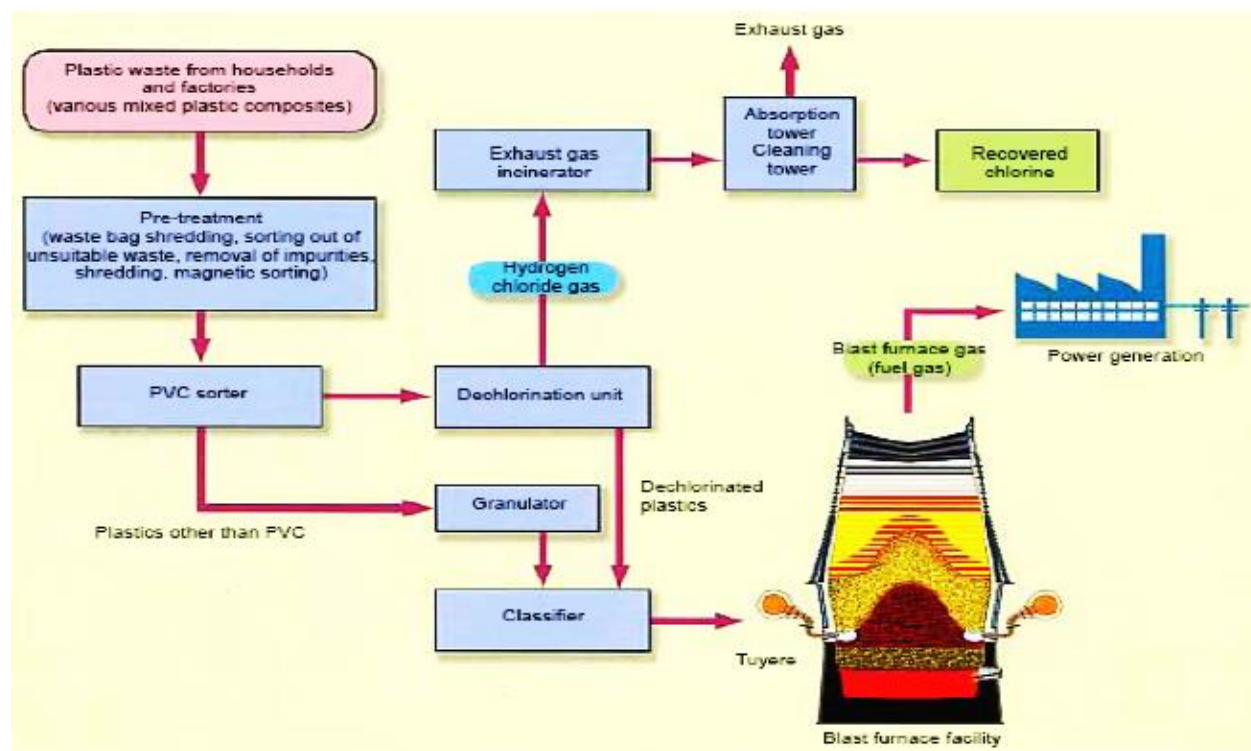 Plastic waste from households
and factories
(various mixed plastic composites)
Pre-treatment
(waste bag shredding, sorting out of
unsuitable waste, removal of impurities,
shredding, magnetic sorting)
PVC sorter
Plastics other than PVC
Exhaust gas
Absorption
tower
Cleaning
tower
Exhaust gas
incinerator
Recovered
chlorine
Hydrogen
chloride gas
Dechlorination unit
Granulator
Dechlorinated
plastics
Classifier
Blast furnace gas
(fuel gas)
Power generation
Tuyere
Blast furnace facility